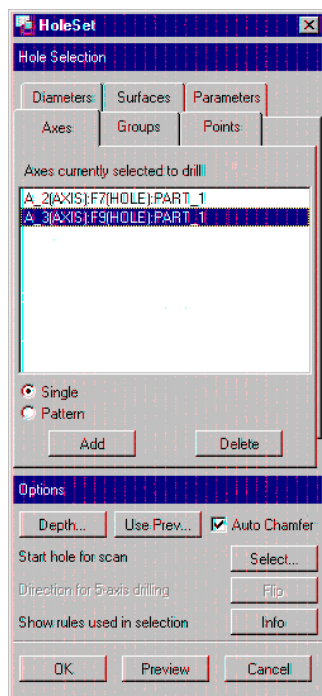 HoleSet
Hole Selection
Diameters Surfaces Parameters
Axes Groups Points
Axes currently selected to drill
A_2(AXIS):F7(HOLE):PART_1
A_3(AXIS):F9(HOLE):PART_1
Single
Pattern
Add Delete
Options
Depth... Use Prev... Auto Chamfer
Start hole for scan Select...
Direction for 5-axis drilling Flip
Show rules used in selection Info
OK Preview Cancel